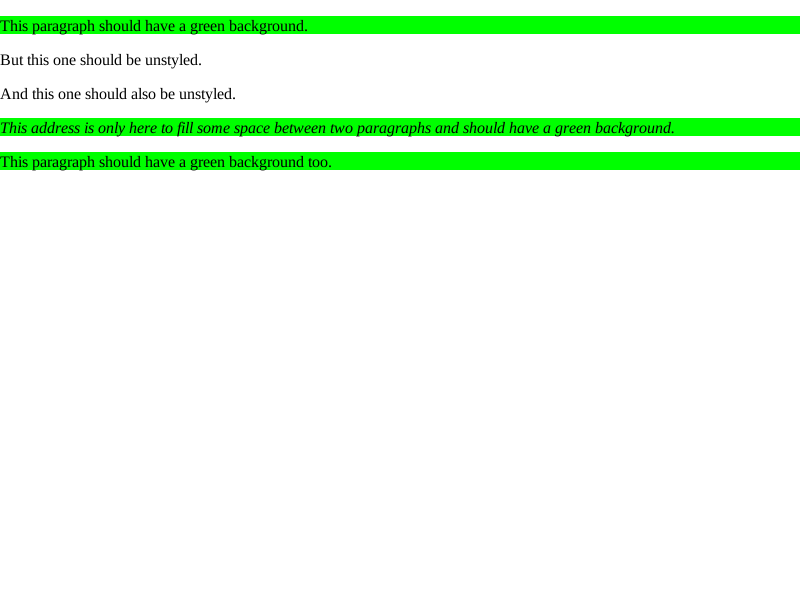 This paragraph should have a green background.
But this one should be unstyled.
And this one should also be unstyled.
This address is only here to fill some space between two paragraphs and should have a green background.
This paragraph should have a green background too.